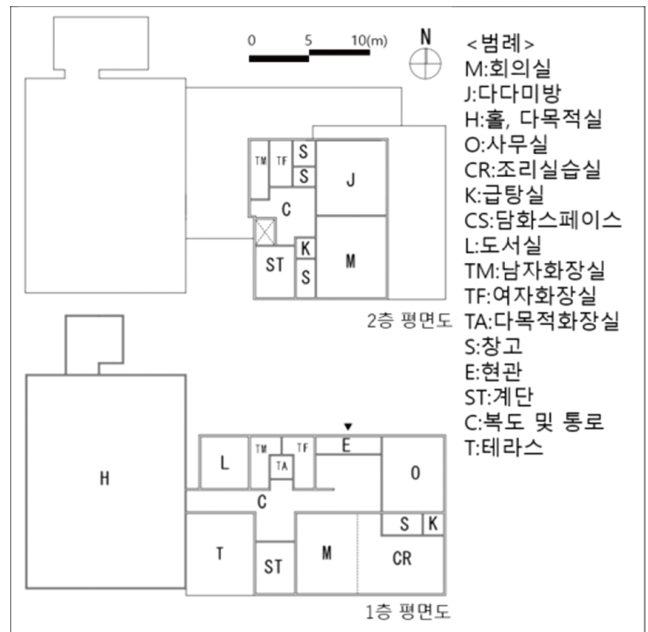 0 5 10(m)
N
<범례>
M:회의실
J:다다미방
H:홀, 다목적실
O:사무실
CR:조리실습실
K:급탕실
CS:담화스페이스
L:도서실
TM:남자화장실
TF:여자화장실
TA:다목적화장실
S:창고
E:현관
ST:계단
C:복도 및 통로
T:테라스
TM TF S
S
J
C
K
ST S M
2층 평면도
TM TF E
L TA O
H
C
S K
T ST M CR
1층 평면도